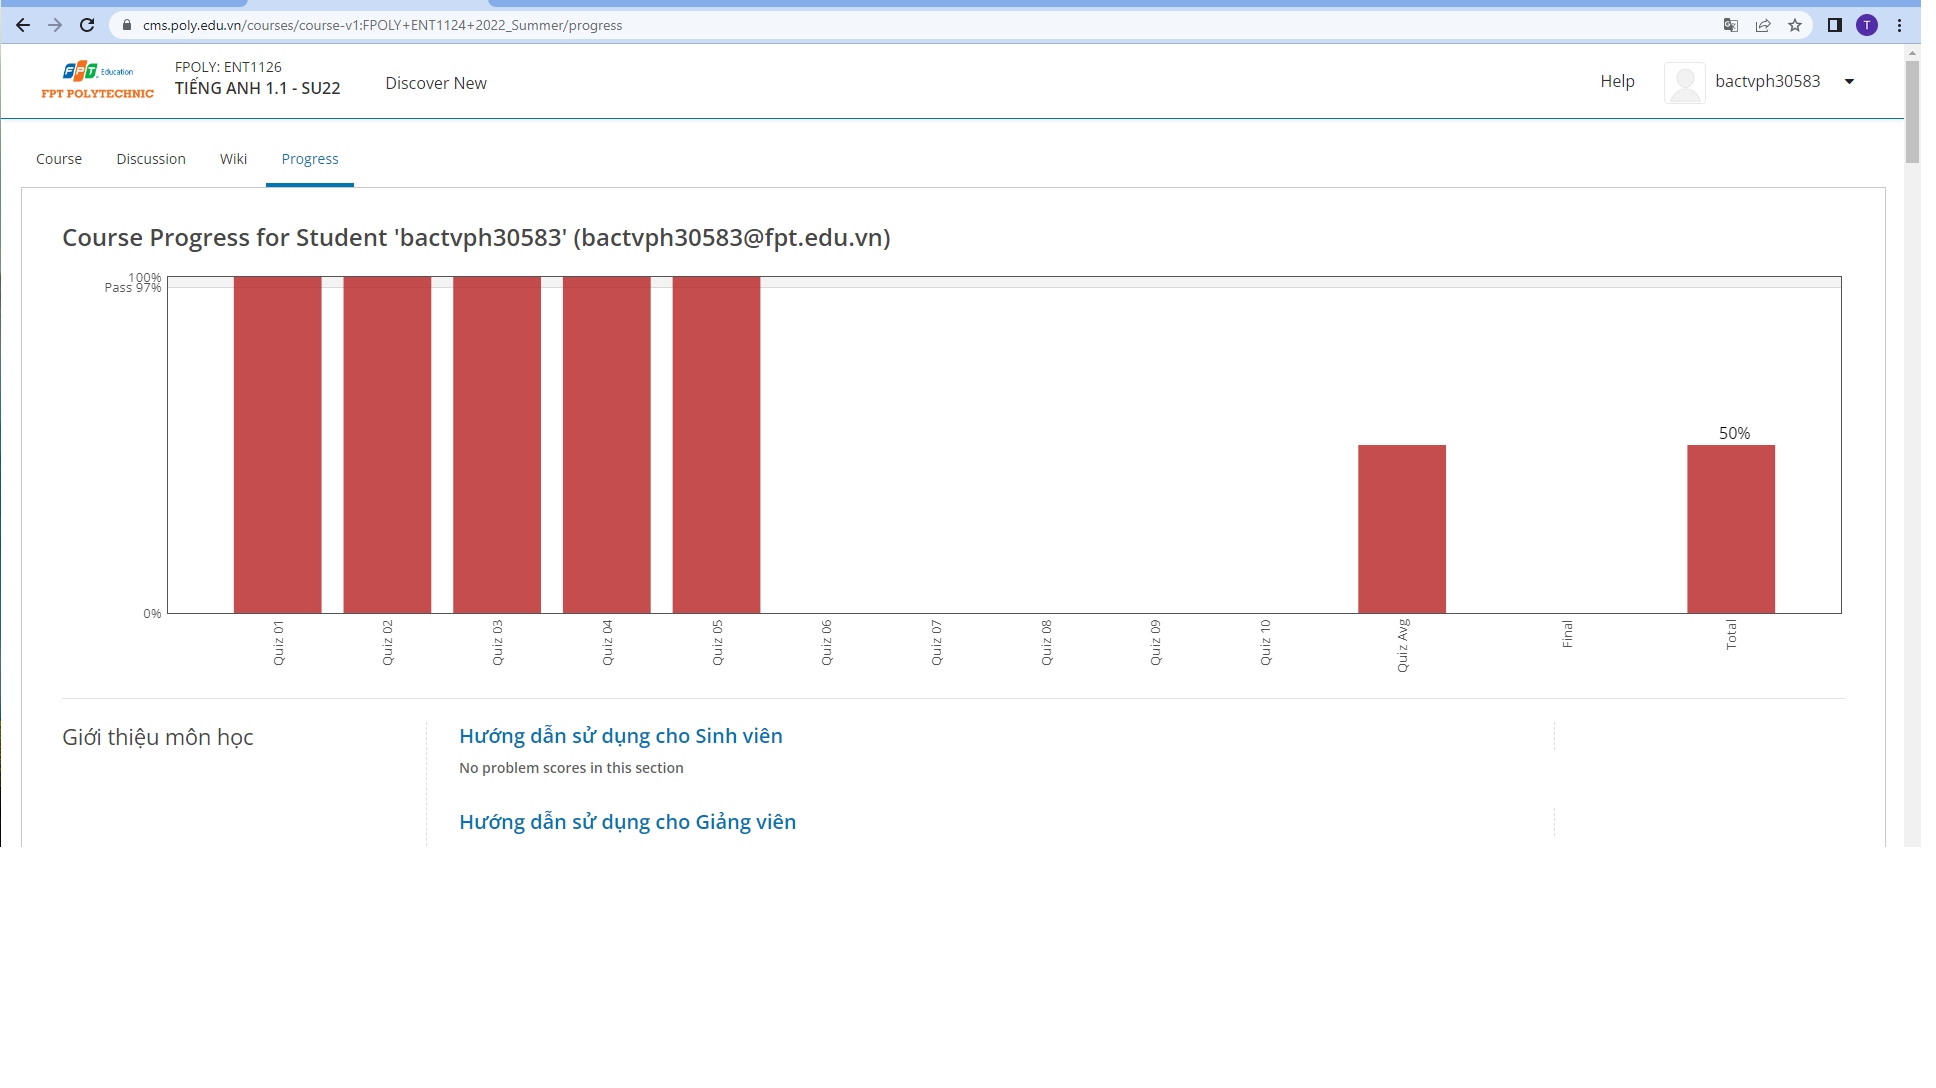 cms.poly.edu.vn/courses/course-v1:FPOLY+ENT1124+2022_Summer/progress
T
FPT Education
FPT POLYTECHNIC
FPOLY: ENT1126
TIẾNG ANH 1.1 - SU22
Discover New
Help
bactvph30583
Course
Discussion
Wiki
Progress
Course Progress for Student 'bactvph30583' (bactvph30583@fpt.edu.vn)
100%
Pass 97%
50%
0%
Quiz 01
Quiz 02
Quiz 03
Quiz 04
Quiz 05
Quiz 06
Quiz 07
Quiz 08
Quiz 09
Quiz 10
Quiz Avg
Final
Total
Giới thiệu môn học
Hướng dẫn sử dụng cho Sinh viên
No problem scores in this section
Hướng dẫn sử dụng cho Giảng viên